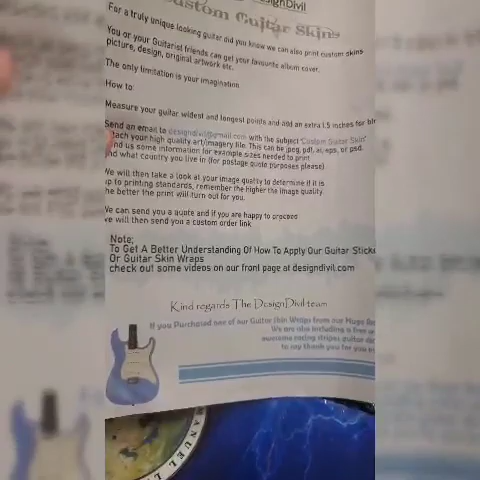 DesignDivil
Custom Guitar Skins
For a truly unique looking guitar did you know we can also print custom skins
You or your Guitarist friends can get your favourite album cover,
picture, design, original artwork etc.
The only limitation is your imagination
How to:
Measure your guitar widest and longest points and add an extra 1.5 inches for
Send an email to designdivil@gmail.com with the subject "Custom Guitar Skin"
tach your high quality art/imagery file. This can be jpeg, pdf, ai, eps, or psd.
nd us some information for example sizes needed to print
nd what country you live in (for postage quote purposes please)
We will then take a look at your image quality to determine if it is
up to printing standards, remember the higher the image quality
he better the print will turn out for you.
We can send you a quote and if you are happy to proceed
we will then send you a custom order link
Note:
To Get A Better Understanding Of How To Apply Our Guitar Sticke
Or Guitar Skin Wraps
check out some videos on our front page at designdivil.com
Kind regards The DesignDivil team
If you Purchased one of our Guitar Skin Wraps from our Huge
We are also including a free
awesome racing stripes guitar
to say thank you for you
MANUEL L